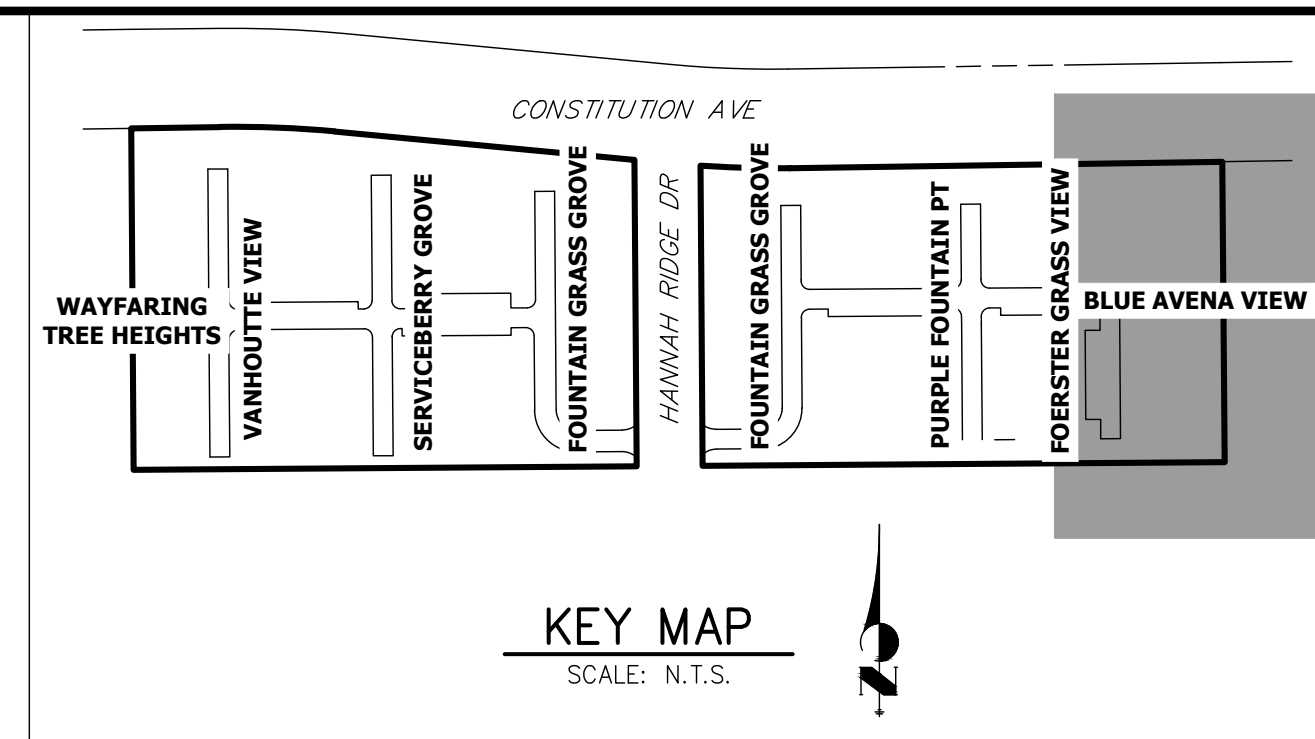 CONSTITUTION AVE
WAYFARING
TREE HEIGHTS
VANHOUTTE VIEW
SERVICEBERRY GROVE
FOUNTAIN GRASS GROVE
HANNAH RIDGE DR
FOUNTAIN GRASS GROVE
PURPLE FOUNTAIN PT
FOERSTER GRASS VIEW
BLUE AVENA VIEW
KEY MAP
SCALE: N.T.S.
N